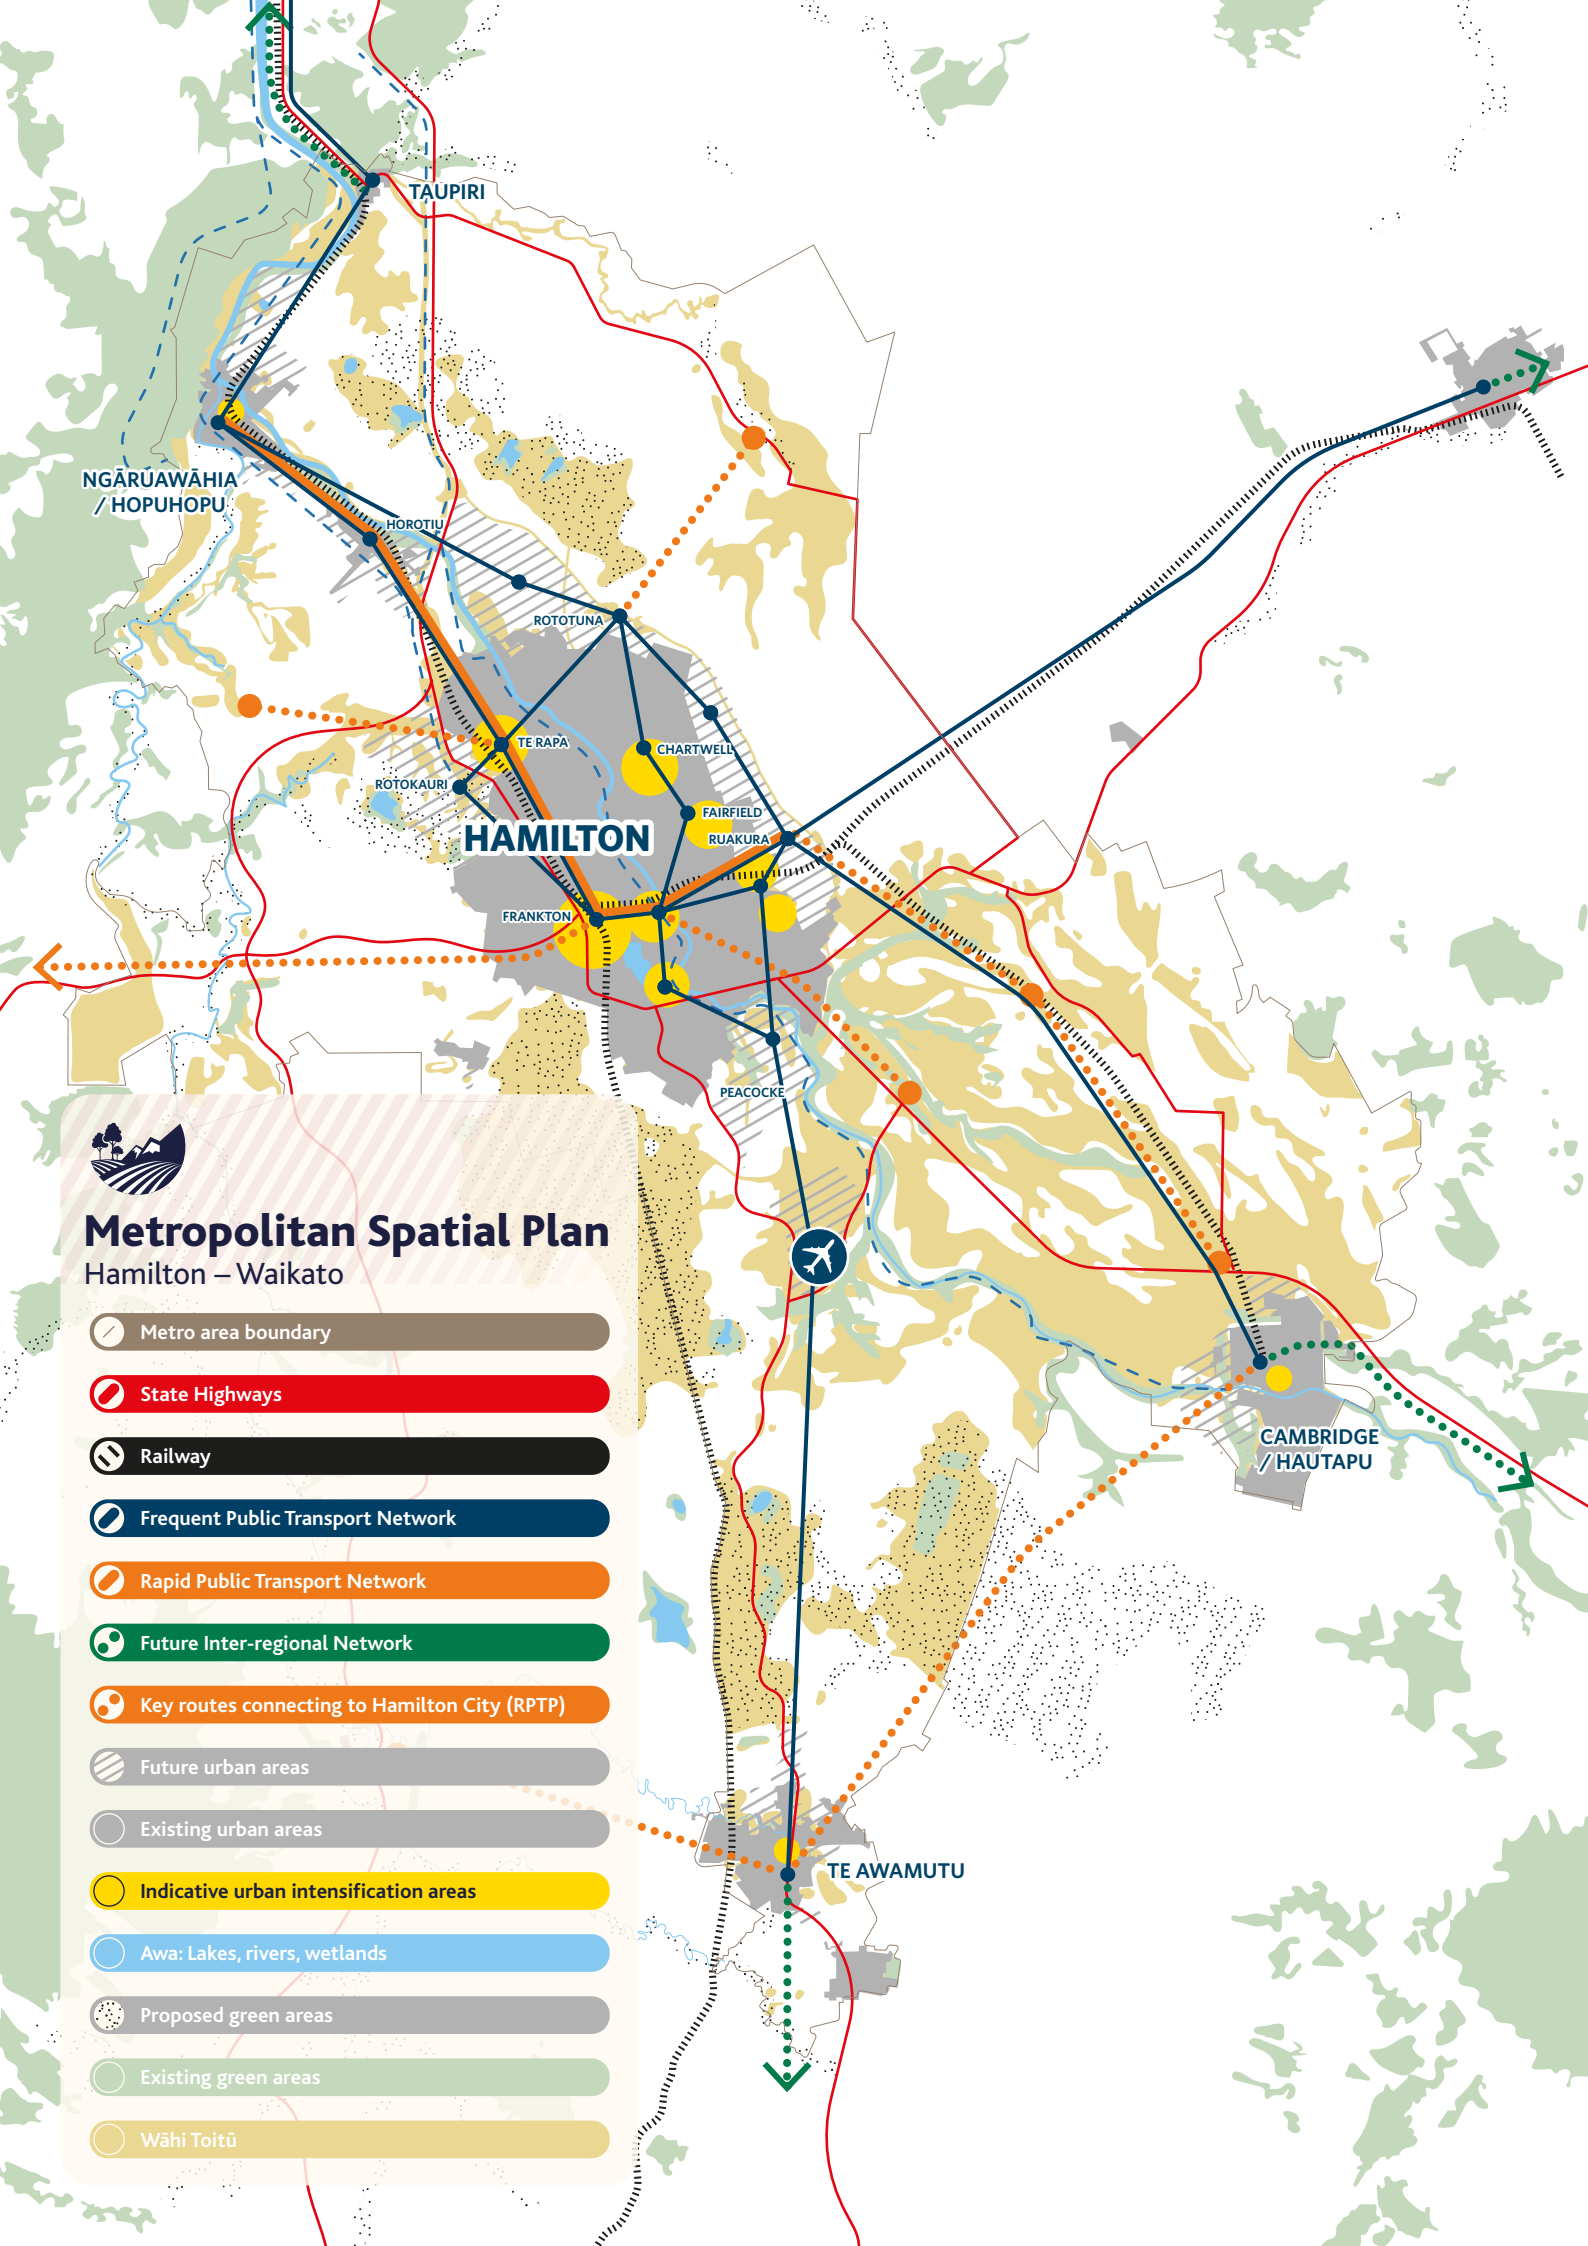 TAUPIRI
NGĀRUAWĀHIA
/ HOPUHOPU
HOROTIU
ROTOTUNA
TE RAPA
CHARTWELL
ROTOKAURI
FAIRFIELD
HAMILTON
RUAKURA
FRANKTON
PEACOCKE
Metropolitan Spatial Plan
Hamilton – Waikato
Metro area boundary
State Highways
Railway
Frequent Public Transport Network
Rapid Public Transport Network
Future Inter-regional Network
Key routes connecting to Hamilton City (RPTP)
Future urban areas
Existing urban areas
Indicative urban intensification areas
Awa: Lakes, rivers, wetlands
Proposed green areas
Existing green areas
Wāhi Toitū
CAMBRIDGE
/ HAUTAPU
TE AWAMUTU